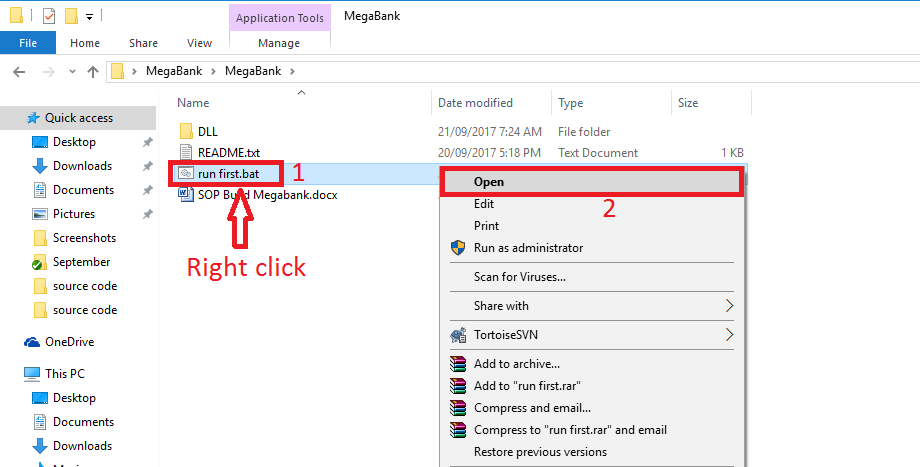 Application Tools MegaBank
File Home Share View Manage
MegaBank MegaBank
Name Date modified Type Size
Quick access
Desktop
Downloads
Documents
Pictures
Screenshots
September
source code
source code
OneDrive
This PC
Desktop
Documents
Downloads
DLL 21/09/2017 7:24 AM File folder
README.txt 20/09/2017 5:18 PM Text Document 1 KB
run first.bat 1
SOP Build Megabank.docx
Right click
Open
2
Edit
Print
Run as administrator
Scan for Viruses...
Share with
TortoiseSVN
Add to archive...
Add to "run first.rar"
Compress and email...
Compress to "run first.rar" and email
Restore previous versions